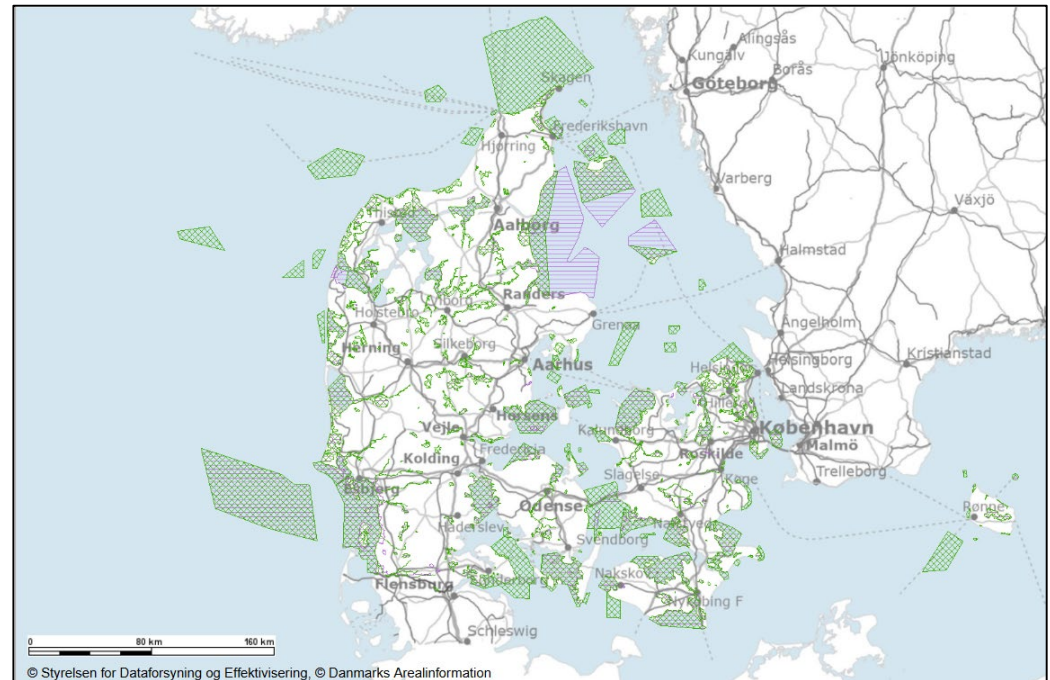 Alingsås
Kungälv
Jönköping
Borås
Göteborg
Skagen
Frederikshavn
Hjørring
Varberg
Växjö
Thisted
Aalborg
Halmstad
Randers
Viborg
Holstebro
Grenaa
Ängelholm
Silkeborg
Herning
Aarhus
Helsingør
Helsingborg
Kristianstad
Landskrona
Hillerød
Horsens
København
Vejle
Kalundborg
Malmö
Roskilde
Fredericia
Kolding
Trelleborg
Slagelse
Køge
Esbjerg
Odense
Rønne
Haderslev
Næstved
Svendborg
Sønderborg
Nakskov
Flensburg
Nykøbing F
Schleswig
0 80 km 160 km
© Styrelsen for Dataforsyning og Effektivisering, © Danmarks Arealinformation